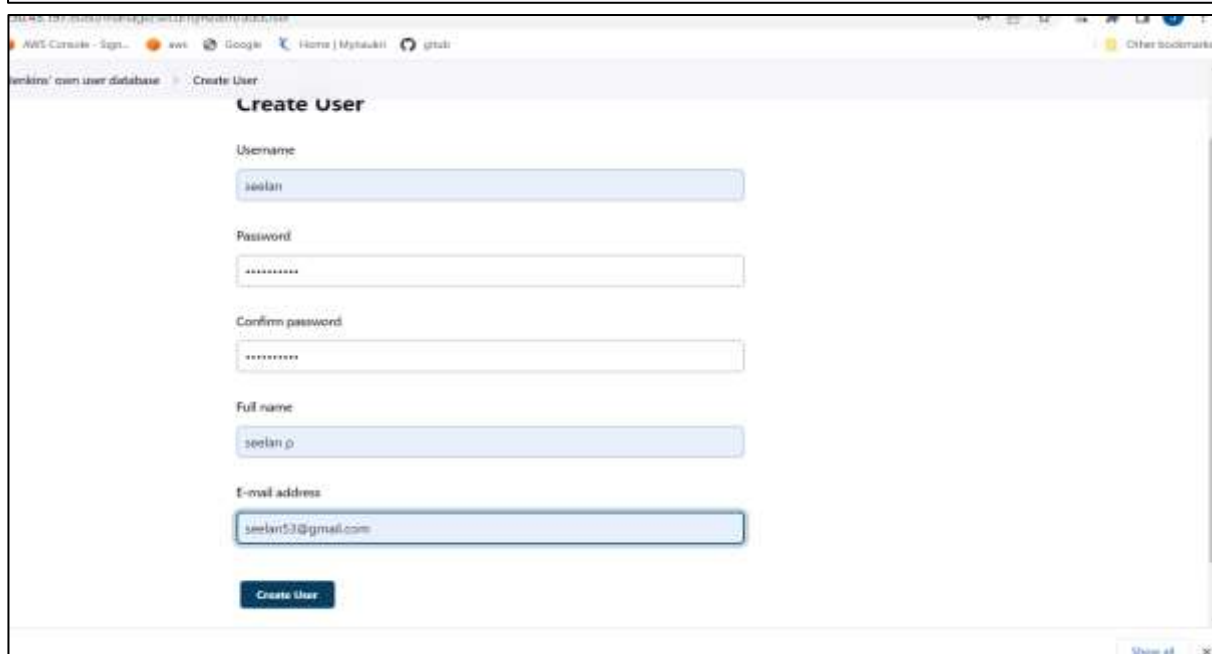 AWS Console - Sign... aws Google Home | Mynaukri github Other bookmarks
Jenkins' own user database Create User
Create User
Username
seelan
Password
••••••••••
Confirm password
••••••••••
Full name
seelan p
E-mail address
seelan53@gmail.com
Create User
Show all